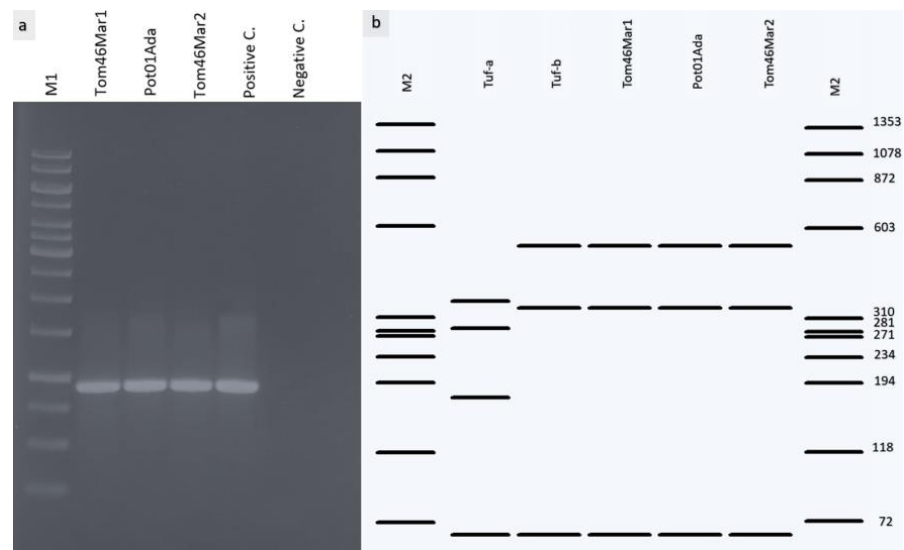 a
M1
Tom46Mar1
Pot01Ada
Tom46Mar2
Positive C.
Negative C.
b
M2
Tuf-a
Tuf-b
Tom46Mar1
Pot01Ada
Tom46Mar2
M2
1353
1078
872
603
310
281
271
234
194
118
72